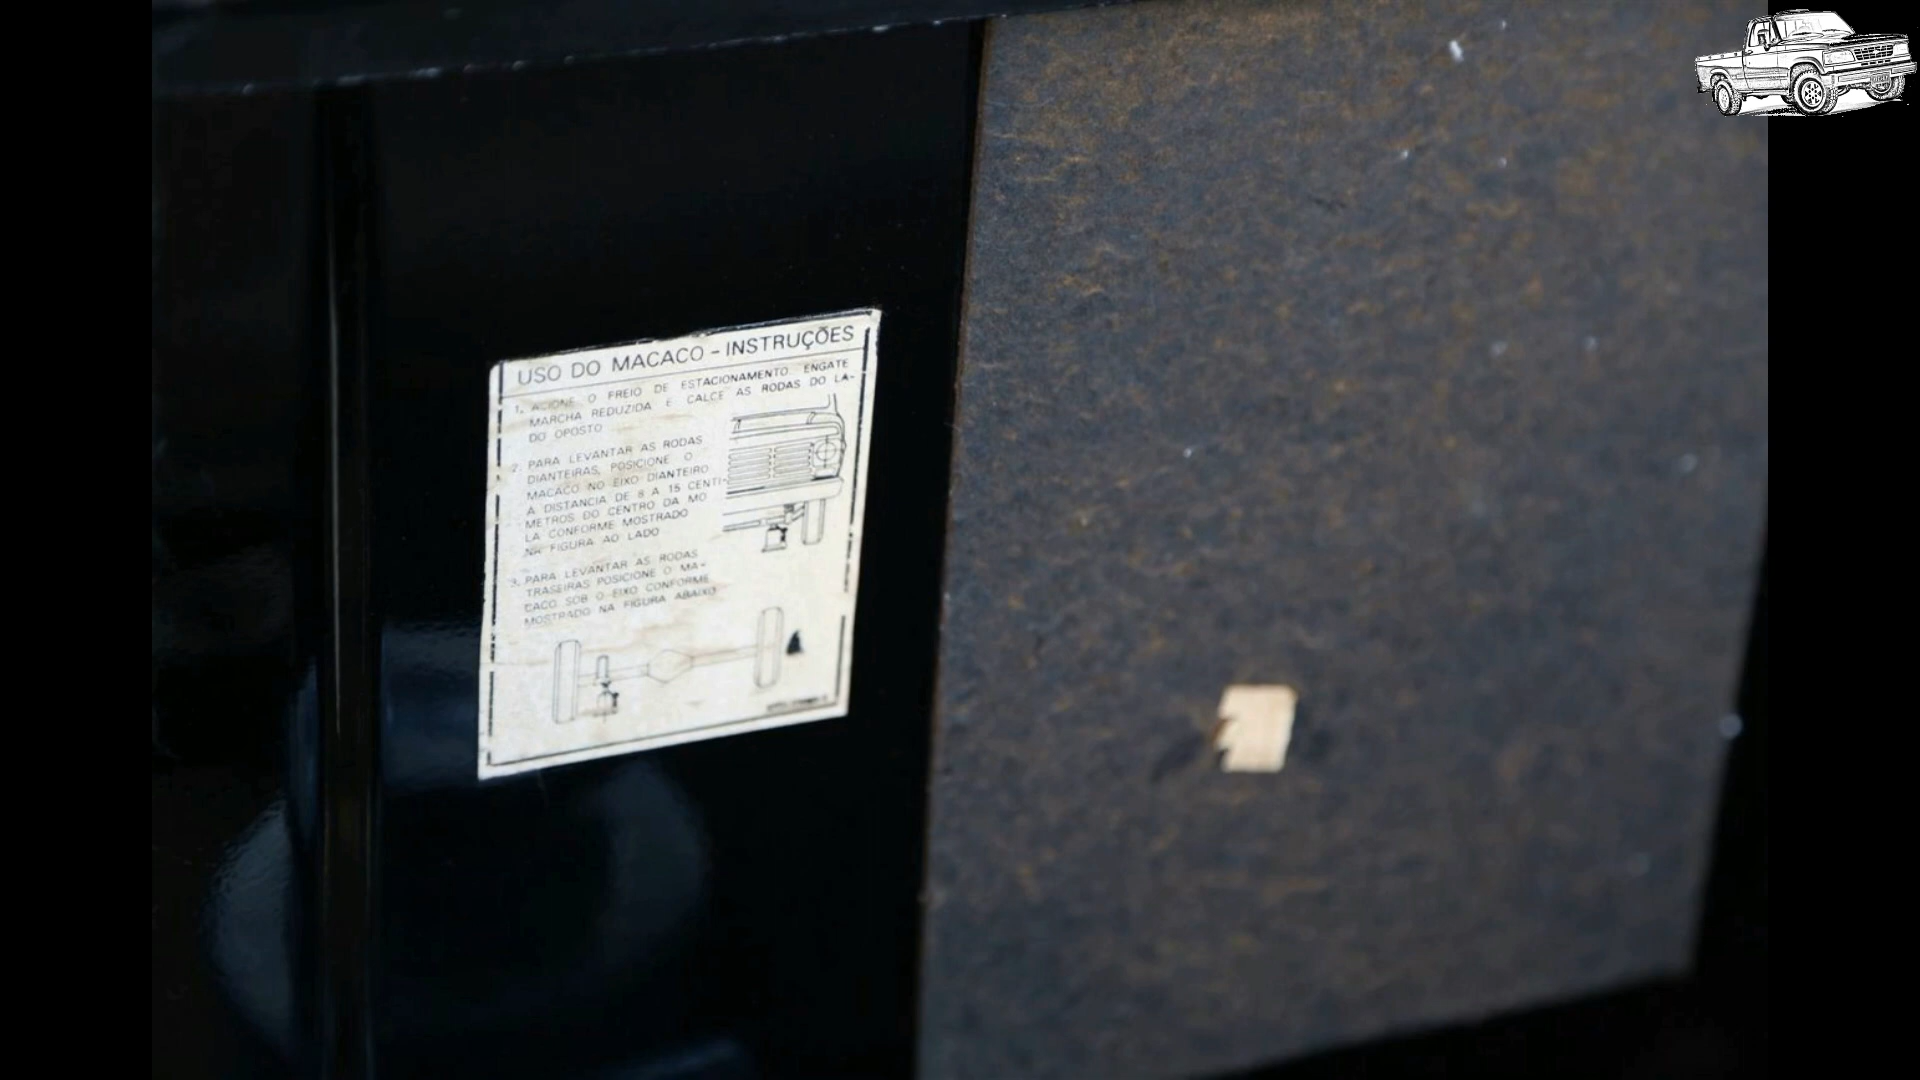 USO DO MACACO - INSTRUÇÕES
1. ACIONE O FREIO DE ESTACIONAMENTO ENGATE
MARCHA REDUZIDA E CALCE AS RODAS DO LA-
DO OPOSTO
2. PARA LEVANTAR AS RODAS
DIANTEIRAS, POSICIONE O
MACACO NO EIXO DIANTEIRO
A DISTANCIA DE 8 A 15 CENTI-
METROS DO CENTRO DA MO
LA CONFORME MOSTRADO
NA FIGURA AO LADO
3. PARA LEVANTAR AS RODAS
TRASEIRAS POSICIONE O MA-
CACO SOB O EIXO CONFORME
MOSTRADO NA FIGURA ABAIXO